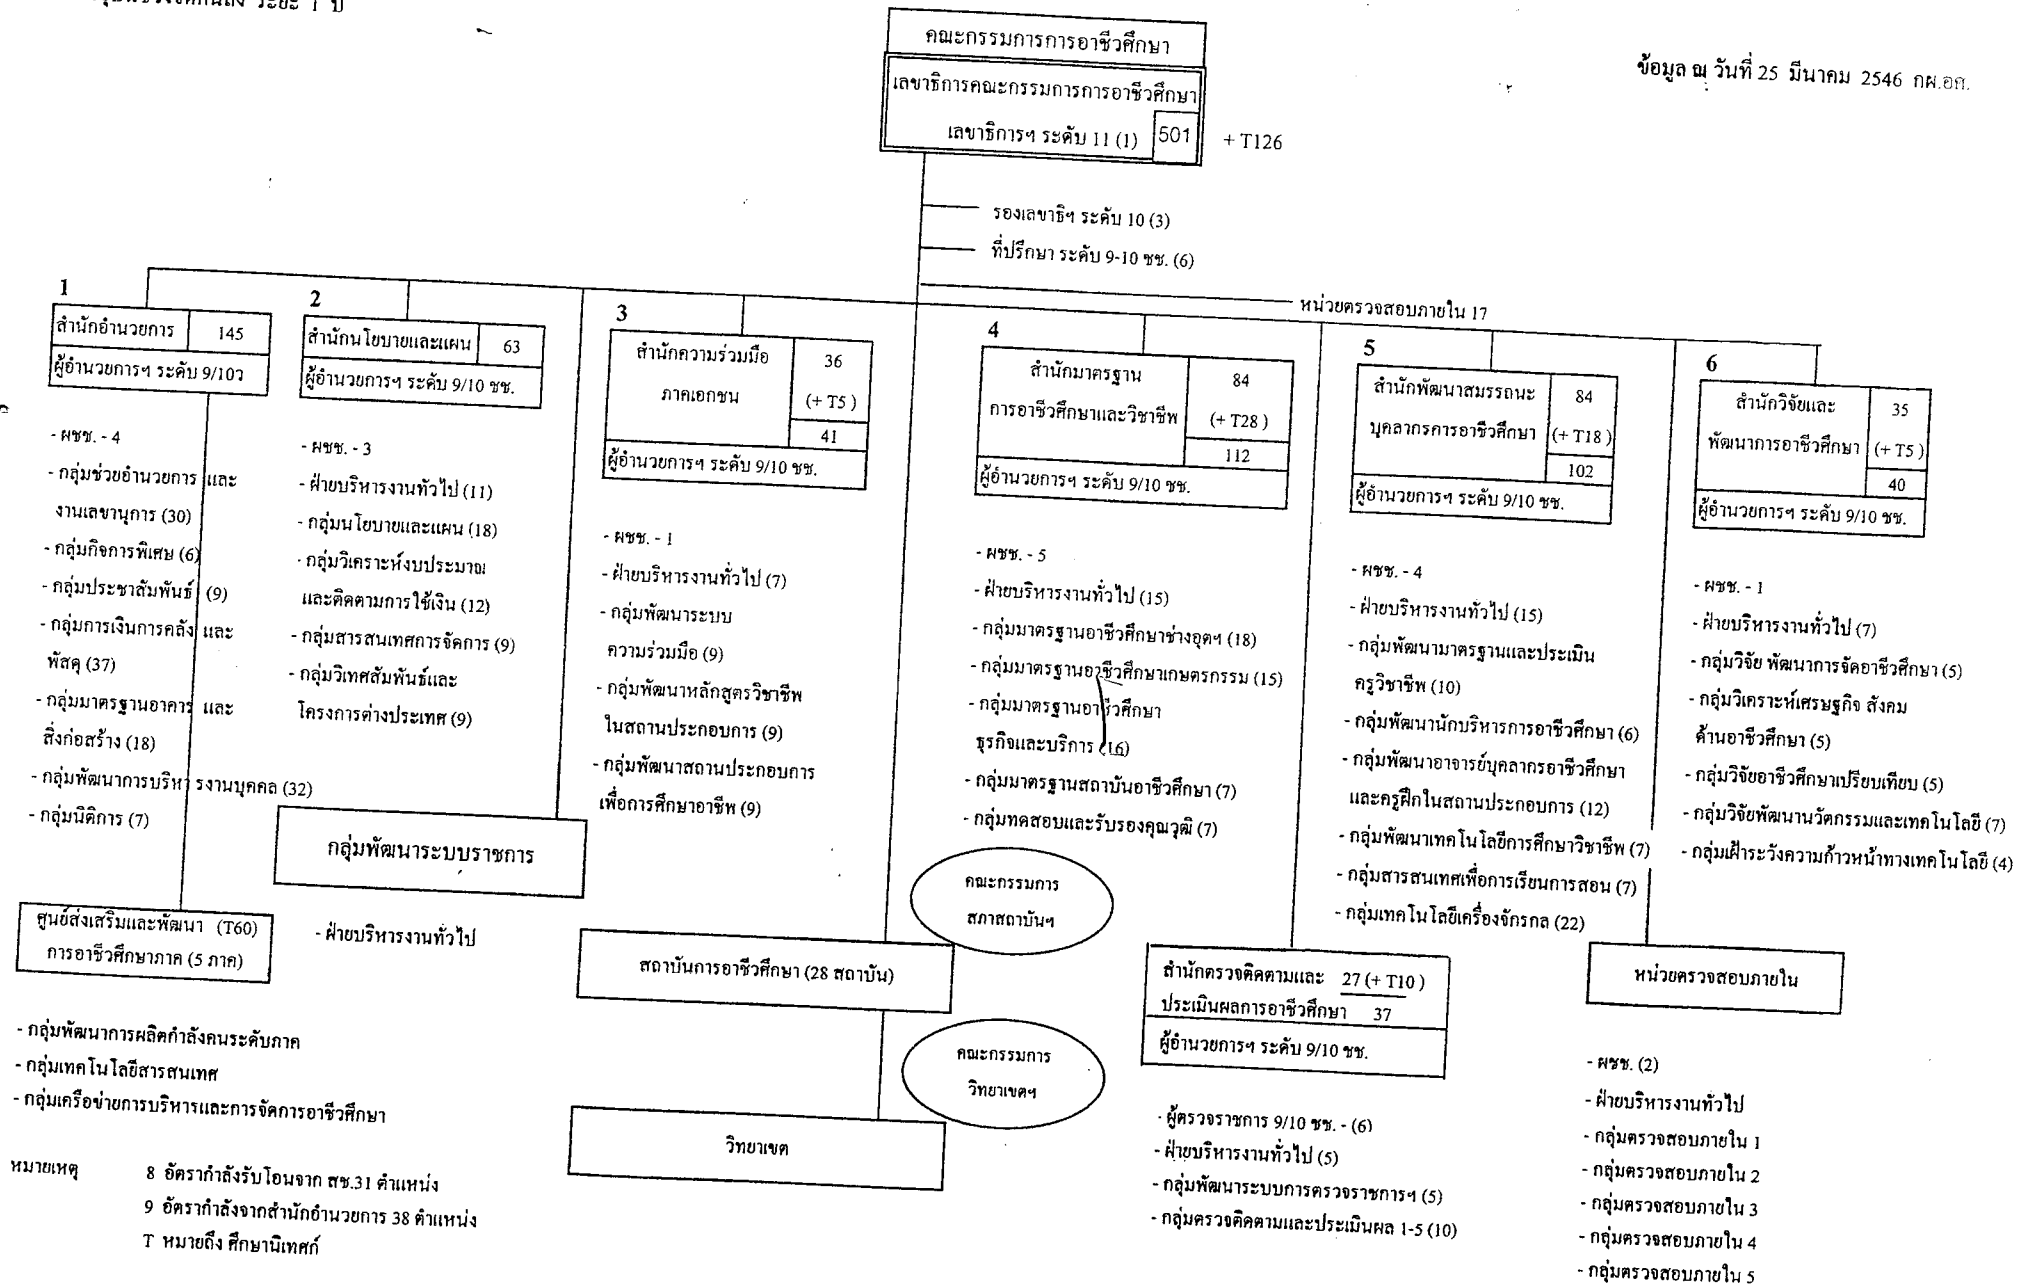 ระยะ 1 ปี
คณะกรรมการการอาชีวศึกษา
ข้อมูล ณ วันที่ 25 มีนาคม 2546 กผ.อก.
เลขาธิการคณะกรรมการการอาชีวศึกษา
เลขาธิการฯ ระดับ 11 (1) 501 + T126
รองเลขาธิฯ ระดับ 10 (3)
ที่ปรึกษา ระดับ 9-10 ชช. (6)
หน่วยตรวจสอบภายใน 17
1
สำนักอำนวยการ 145
ผู้อำนวยการฯ ระดับ 9/10ว
- ผชช. - 4
- กลุ่มช่วยอำนวยการ และ
งานเลขานุการ (30)
- กลุ่มกิจการพิเศษ (6)
- กลุ่มประชาสัมพันธ์ (9)
- กลุ่มการเงินการคลัง และ
พัสดุ (37)
- กลุ่มมาตรฐานอาคาร และ
สิ่งก่อสร้าง (18)
- กลุ่มพัฒนาการบริหารงานบุคคล (32)
- กลุ่มนิติการ (7)
ศูนย์ส่งเสริมและพัฒนา (T60)
การอาชีวศึกษาภาค (5 ภาค)
- กลุ่มพัฒนาการผลิตกำลังคนระดับภาค
- กลุ่มเทคโนโลยีสารสนเทศ
- กลุ่มเครือข่ายการบริหารและการจัดการอาชีวศึกษา
2
สำนักนโยบายและแผน 63
ผู้อำนวยการฯ ระดับ 9/10 ชช.
- ผชช. - 3
- ฝ่ายบริหารงานทั่วไป (11)
- กลุ่มนโยบายและแผน (18)
- กลุ่มวิเคราะห์งบประมาณ
และติดตามการใช้เงิน (12)
- กลุ่มสารสนเทศการจัดการ (9)
- กลุ่มวิเทศสัมพันธ์และ
โครงการต่างประเทศ (9)
กลุ่มพัฒนาระบบราชการ
- ฝ่ายบริหารงานทั่วไป
3
สำนักความร่วมมือ 36
ภาคเอกชน (+ T5 )
41
ผู้อำนวยการฯ ระดับ 9/10 ชช.
- ผชช. - 1
- ฝ่ายบริหารงานทั่วไป (7)
- กลุ่มพัฒนาระบบ
ความร่วมมือ (9)
- กลุ่มพัฒนาหลักสูตรวิชาชีพ
ในสถานประกอบการ (9)
- กลุ่มพัฒนาสถานประกอบการ
เพื่อการศึกษาอาชีพ (9)
4
สำนักมาตรฐาน 84
การอาชีวศึกษาและวิชาชีพ (+ T28 )
112
ผู้อำนวยการฯ ระดับ 9/10 ชช.
- ผชช. - 5
- ฝ่ายบริหารงานทั่วไป (15)
- กลุ่มมาตรฐานอาชีวศึกษาช่างอุตฯ (18)
- กลุ่มมาตรฐานอาชีวศึกษาเกษตรกรรม (15)
- กลุ่มมาตรฐานอาชีวศึกษา
ธุรกิจและบริการ (16)
- กลุ่มมาตรฐานสถาบันอาชีวศึกษา (7)
- กลุ่มทดสอบและรับรองคุณวุฒิ (7)
คณะกรรมการ
สภาสถาบันฯ
สถาบันการอาชีวศึกษา (28 สถาบัน)
คณะกรรมการ
วิทยาเขตฯ
วิทยาเขต
5
สำนักพัฒนาสมรรถนะ 84
บุคลากรการอาชีวศึกษา (+ T18 )
102
ผู้อำนวยการฯ ระดับ 9/10 ชช.
- ผชช. - 4
- ฝ่ายบริหารงานทั่วไป (15)
- กลุ่มพัฒนามาตรฐานและประเมิน
ครูวิชาชีพ (10)
- กลุ่มพัฒนานักบริหารการอาชีวศึกษา (6)
- กลุ่มพัฒนาอาจารย์บุคลากรอาชีวศึกษา
และครูฝึกในสถานประกอบการ (12)
- กลุ่มพัฒนาเทคโนโลยีการศึกษาวิชาชีพ (7)
- กลุ่มสารสนเทศเพื่อการเรียนการสอน (7)
- กลุ่มเทคโนโลยีเครื่องจักรกล (22)
สำนักตรวจติดตามและ 27 (+ T10 )
ประเมินผลการอาชีวศึกษา 37
ผู้อำนวยการฯ ระดับ 9/10 ชช.
- ผู้ตรวจราชการ 9/10 ชช. - (6)
- ฝ่ายบริหารงานทั่วไป (5)
- กลุ่มพัฒนาระบบการตรวจราชการฯ (5)
- กลุ่มตรวจติดตามและประเมินผล 1-5 (10)
6
สำนักวิจัยและ 35
พัฒนาการอาชีวศึกษา (+ T5 )
40
ผู้อำนวยการฯ ระดับ 9/10 ชช.
- ผชช. - 1
- ฝ่ายบริหารงานทั่วไป (7)
- กลุ่มวิจัย พัฒนาการจัดอาชีวศึกษา (5)
- กลุ่มวิเคราะห์เศรษฐกิจ สังคม
ด้านอาชีวศึกษา (5)
- กลุ่มวิจัยอาชีวศึกษาเปรียบเทียบ (5)
- กลุ่มวิจัยพัฒนานวัตกรรมและเทคโนโลยี (7)
- กลุ่มเฝ้าระวังความก้าวหน้าทางเทคโนโลยี (4)
หน่วยตรวจสอบภายใน
- ผชช. (2)
- ฝ่ายบริหารงานทั่วไป
- กลุ่มตรวจสอบภายใน 1
- กลุ่มตรวจสอบภายใน 2
- กลุ่มตรวจสอบภายใน 3
- กลุ่มตรวจสอบภายใน 4
- กลุ่มตรวจสอบภายใน 5
หมายเหตุ 8 อัตรากำลังรับโอนจาก สช.31 ตำแหน่ง
9 อัตรากำลังจากสำนักอำนวยการ 38 ตำแหน่ง
T หมายถึง ศึกษานิเทศก์